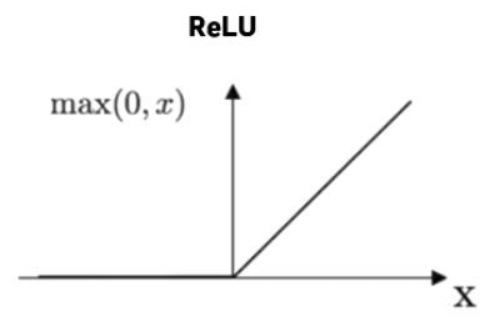 ReLU
max(0, x)
x